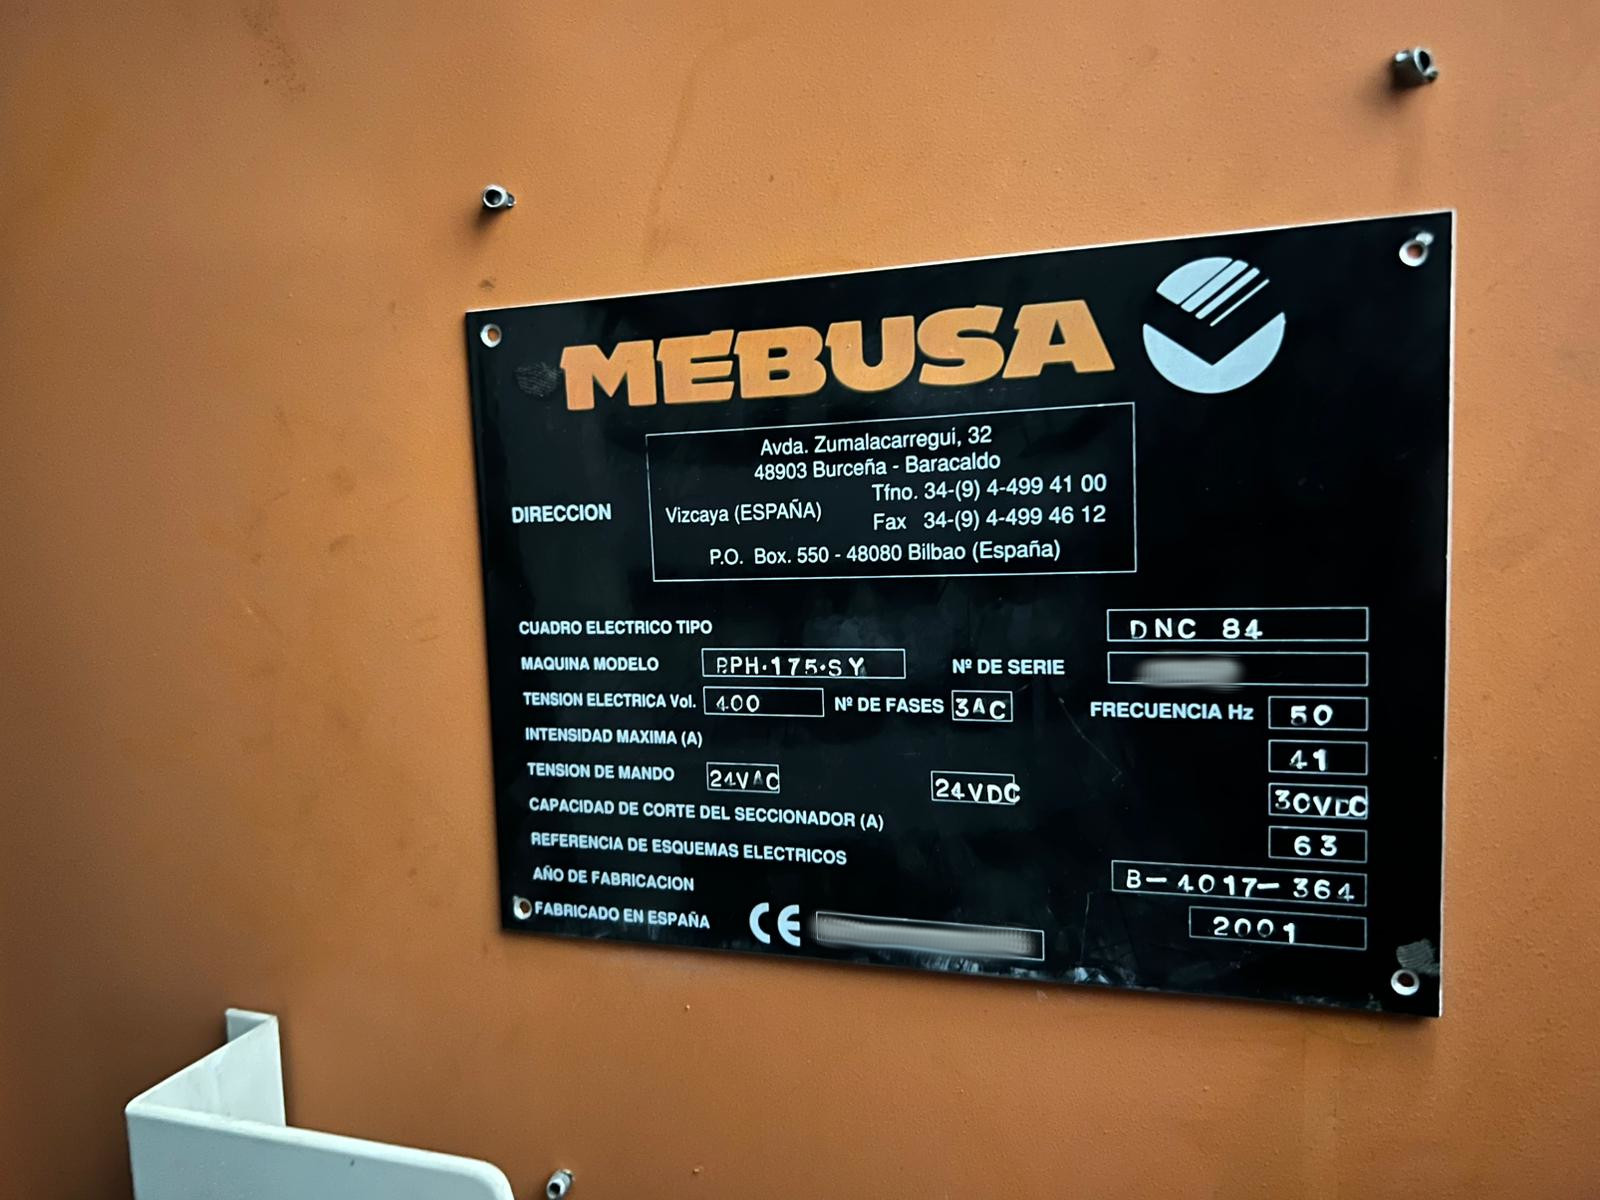 MEBUSA
Avda. Zumalacarregui, 32
48903 Burceña - Baracaldo
Tfno. 34-(9) 4-499 41 00
DIRECCION Vizcaya (ESPAÑA)
Fax 34-(9) 4-499 46 12
P.O. Box. 550 - 48080 Bilbao (España)
CUADRO ELECTRICO TIPO DNC 84
MAQUINA MODELO RPH·175·SY Nº DE SERIE
TENSION ELECTRICA Vol. 400 Nº DE FASES 3AC FRECUENCIA Hz 50
INTENSIDAD MAXIMA (A) 41
TENSION DE MANDO 24VAC 24VDC 30VDC
CAPACIDAD DE CORTE DEL SECCIONADOR (A) 63
REFERENCIA DE ESQUEMAS ELECTRICOS B-4017-364
AÑO DE FABRICACION 2001
FABRICADO EN ESPAÑA CE